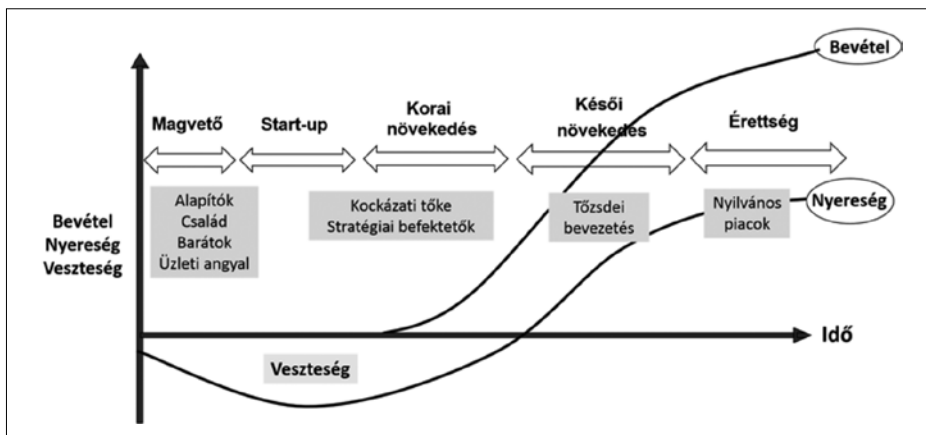 Bevétel
Magvető
Start-up
Korai
növekedés
Késői
növekedés
Érettség
Alapítók
Család
Barátok
Üzleti angyal
Kockázati tőke
Stratégiai befektetők
Tőzsdei
bevezetés
Nyilvános
piacok
Nyereség
Bevétel
Nyereség
Veszteség
Idő
Veszteség